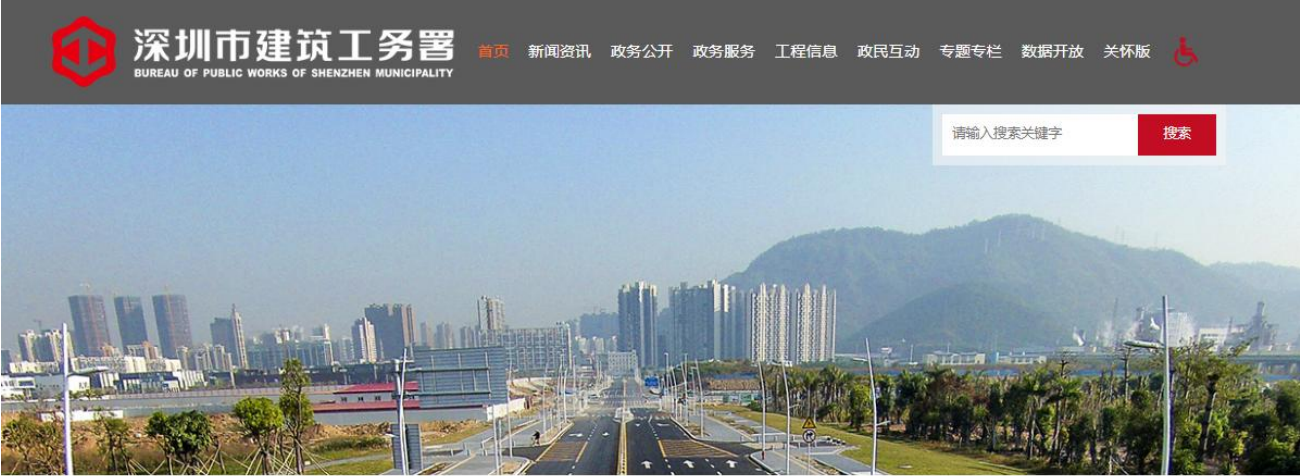 深圳市建筑工务署
BUREAU OF PUBLIC WORKS OF SHENZHEN MUNICIPALITY
首页 新闻资讯 政务公开 政务服务 工程信息 政民互动 专题专栏 数据开放 关怀版
请输入搜索关键字 搜索